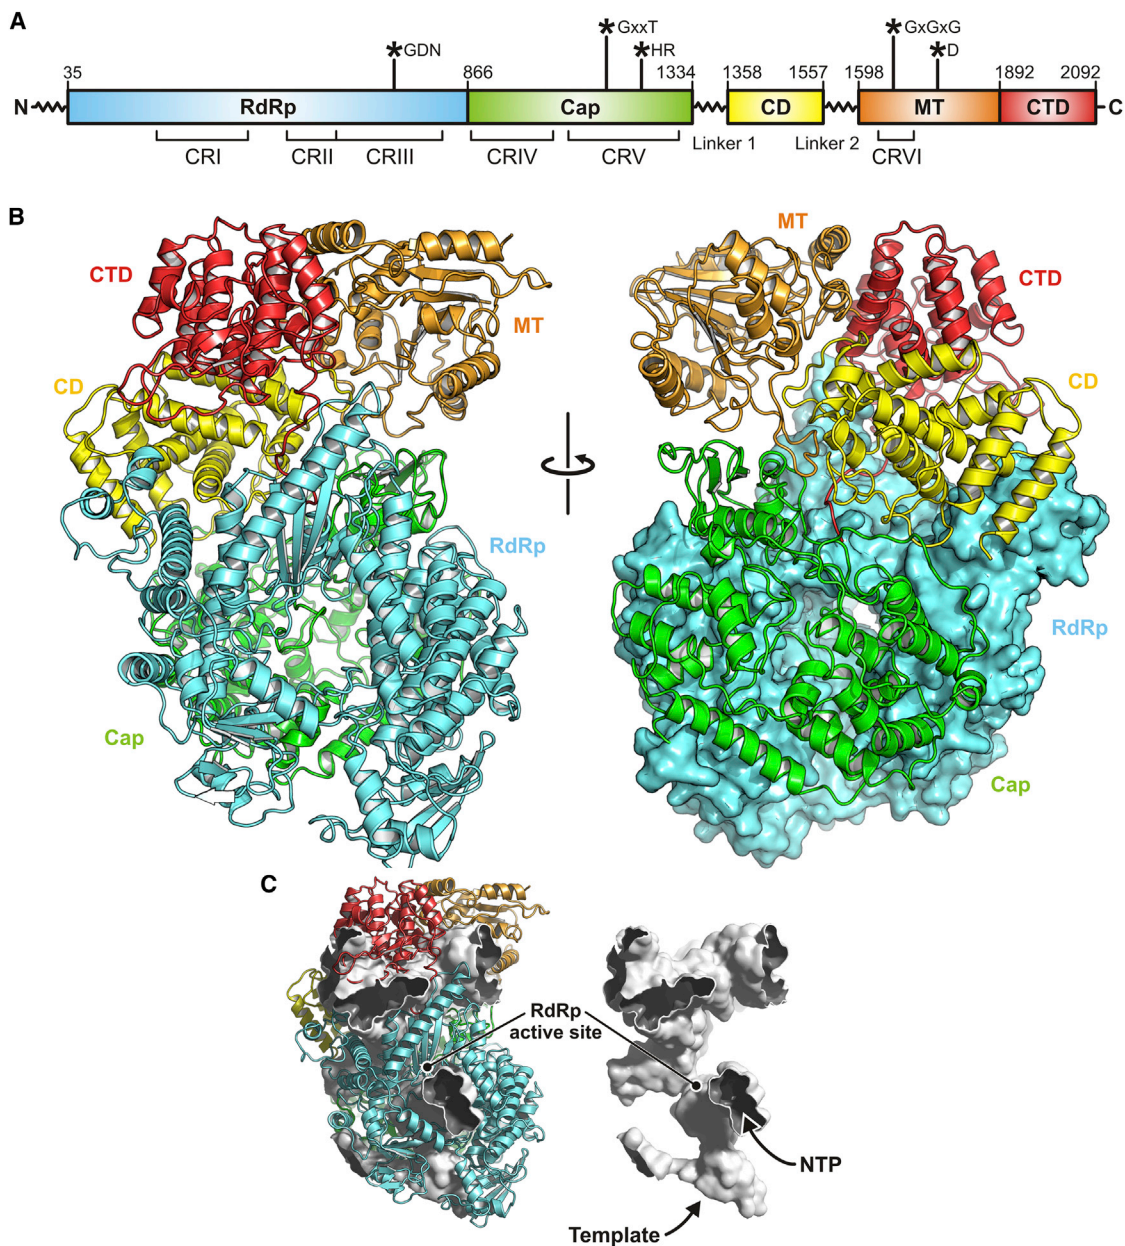 A
GxxT
GxGxG
GDN
HR
D
35
866
1334
1358
1557
1598
1892
2092
N
RdRp
Cap
CD
MT
CTD
C
Linker 1
Linker 2
CRI
CRII
CRIII
CRIV
CRV
CRVI
B
MT
CTD
CTD
MT
CD
CD
RdRp
RdRp
Cap
Cap
C
RdRp
active site
NTP
Template